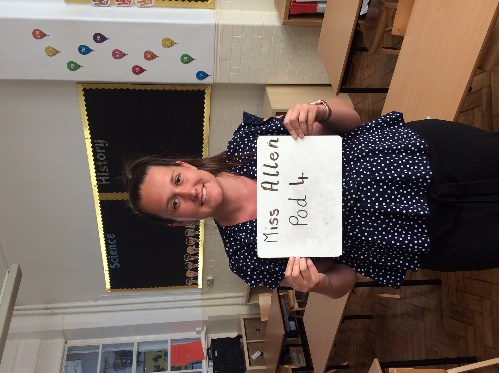 Miss Allen
Pod 4
History
Science